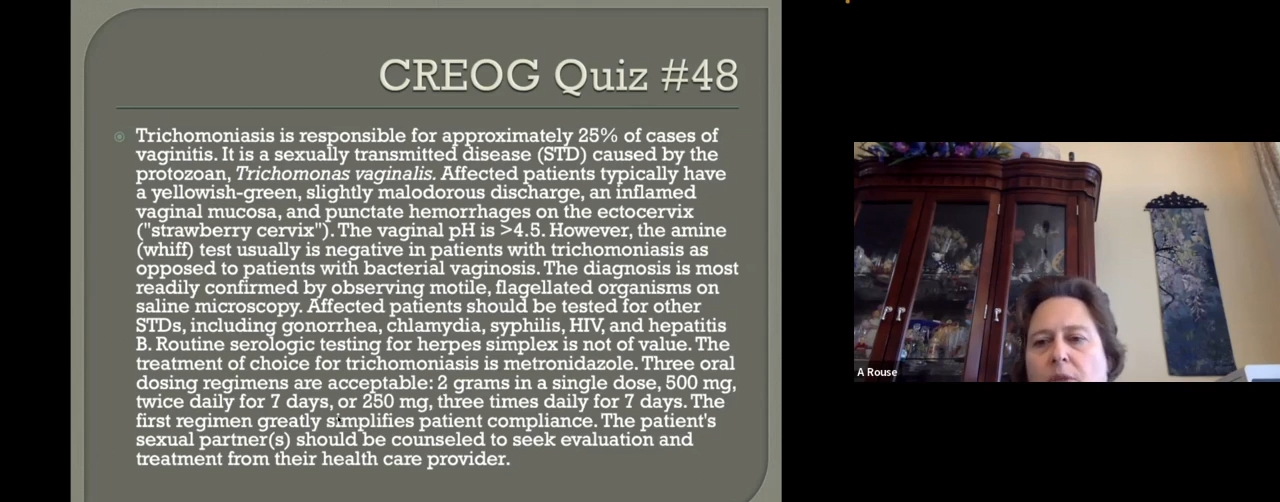 CREOG Quiz #48
Trichomoniasis is responsible for approximately 25% of cases of
vaginitis. It is a sexually transmitted disease (STD) caused by the
protozoan, Trichomonas vaginalis. Affected patients typically have
a yellowish-green, slightly malodorous discharge, an inflamed
vaginal mucosa, and punctate hemorrhages on the ectocervix
("strawberry cervix"). The vaginal pH is >4.5. However, the amine
(whiff) test usually is negative in patients with trichomoniasis as
opposed to patients with bacterial vaginosis. The diagnosis is most
readily confirmed by observing motile, flagellated organisms on
saline microscopy. Affected patients should be tested for other
STDs, including gonorrhea, chlamydia, syphilis, HIV, and hepatitis
B. Routine serologic testing for herpes simplex is not of value. The
treatment of choice for trichomoniasis is metronidazole. Three oral
dosing regimens are acceptable: 2 grams in a single dose, 500 mg,
twice daily for 7 days, or 250 mg, three times daily for 7 days. The
first regimen greatly simplifies patient compliance. The patient's
sexual partner(s) should be counseled to seek evaluation and
treatment from their health care provider.
A Rouse